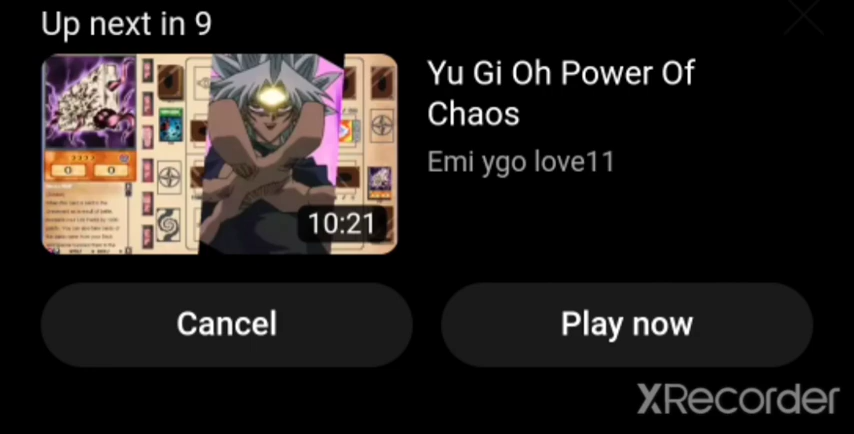 Up next in 9
Yu Gi Oh Power Of
Chaos
Emi ygo love11
10:21
Cancel
Play now
XRecorder